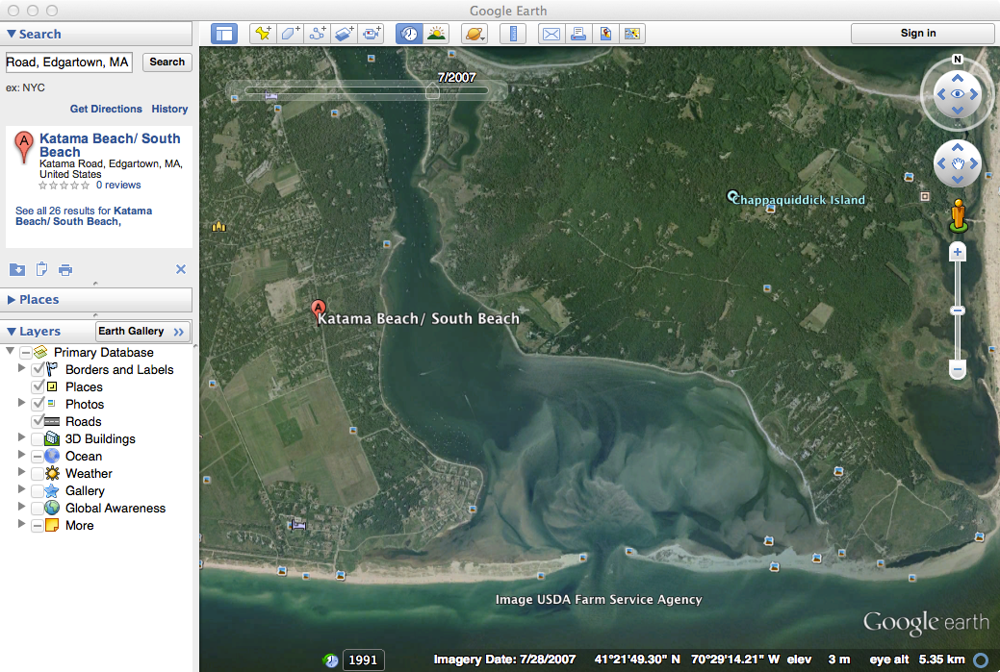 Google Earth
Search
Road, Edgartown, MA
Search
ex: NYC
Get Directions History
A
Katama Beach/ South
Beach
Katama Road, Edgartown, MA,
United States
0 reviews
See all 26 results for Katama
Beach/ South Beach,
Places
Layers
Earth Gallery »
Primary Database
Borders and Labels
Places
Photos
Roads
3D Buildings
Ocean
Weather
Gallery
Global Awareness
More
Sign in
7/2007
N
Chappaquiddick Island
A
Katama Beach/ South Beach
Image USDA Farm Service Agency
Google earth
1991
Imagery Date: 7/28/2007 41°21'49.30" N 70°29'14.21" W elev 3 m eye alt 5.35 km